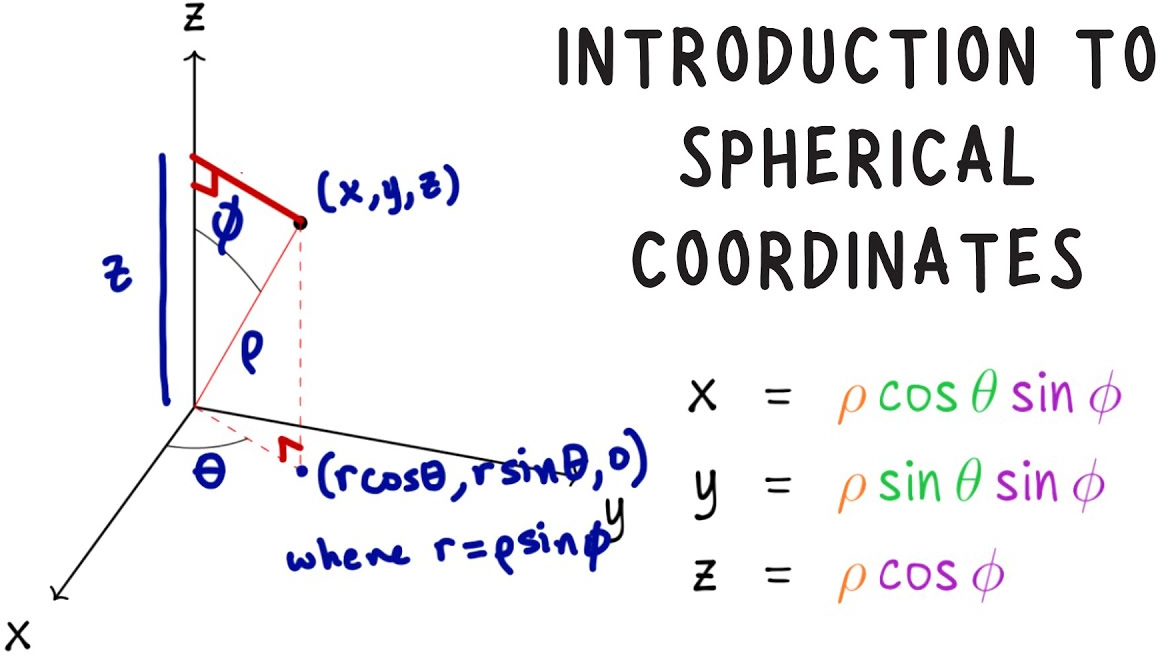 INTRODUCTION TO
SPHERICAL
COORDINATES
z
(x,y,z)
ϕ
z
ρ
θ
(rcosθ,rsinθ,0)
y
where r=ρsinϕ
x
x = ρ cos θ sin ϕ
y = ρ sin θ sin ϕ
z = ρ cos ϕ